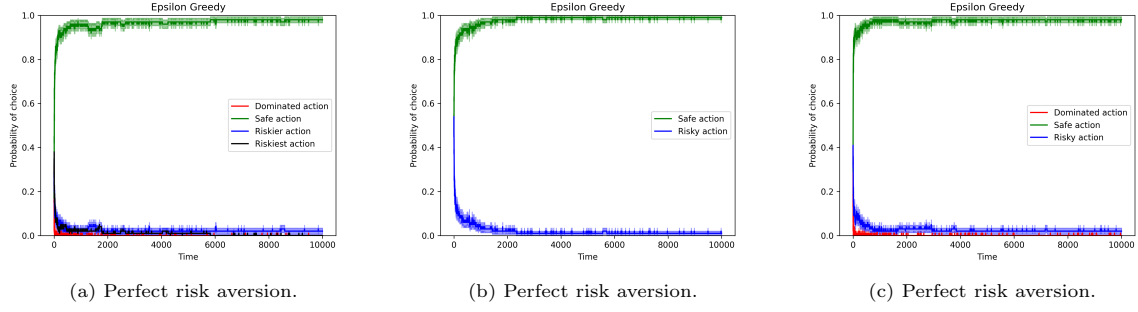 Epsilon Greedy
1.0
0.8
0.6
0.4
0.2
0.0
Probability of choice
Dominated action
Safe action
Riskier action
Riskiest action
0 2000 4000 6000 8000 10000
Time
(a) Perfect risk aversion.
Epsilon Greedy
1.0
0.8
0.6
0.4
0.2
0.0
Probability of choice
Safe action
Risky action
0 2000 4000 6000 8000 10000
Time
(b) Perfect risk aversion.
Epsilon Greedy
1.0
0.8
0.6
0.4
0.2
0.0
Probability of choice
Dominated action
Safe action
Risky action
0 2000 4000 6000 8000 10000
Time
(c) Perfect risk aversion.